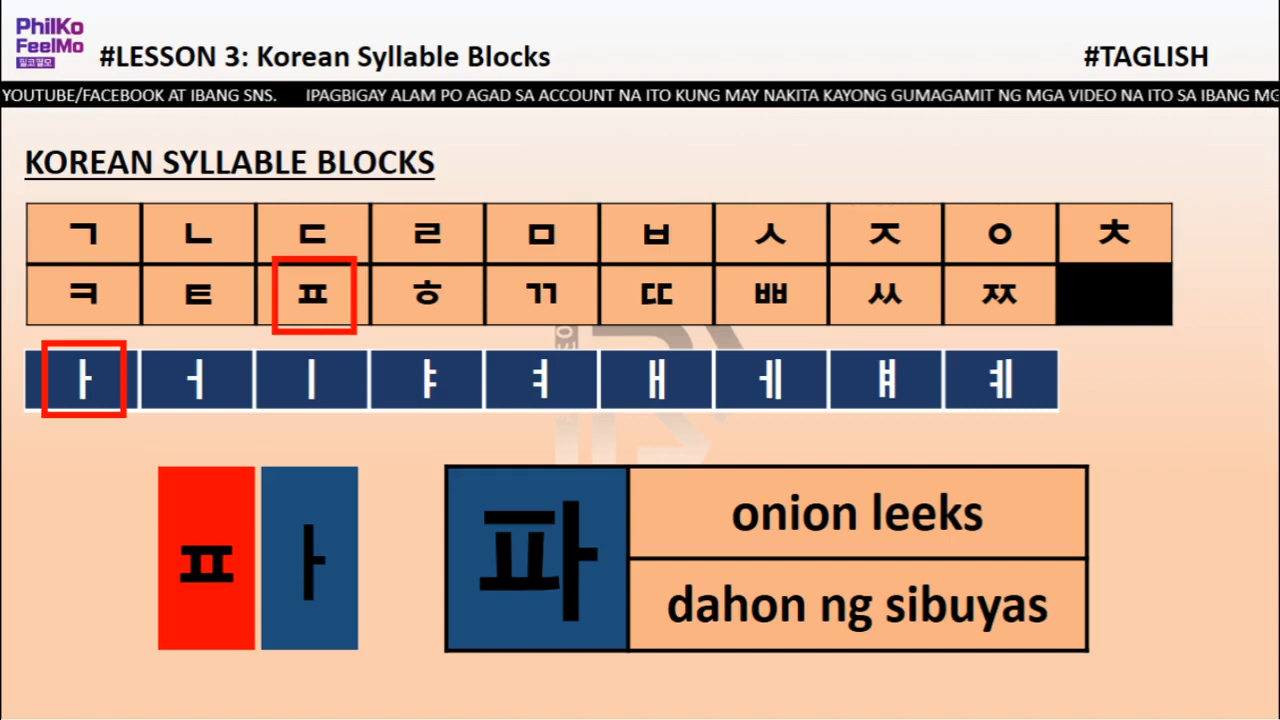 PhilKo
FeelMo
필코필모
#LESSON 3: Korean Syllable Blocks
#TAGLISH
YOUTUBE/FACEBOOK AT IBANG SNS. IPAGBIGAY ALAM PO AGAD SA ACCOUNT NA ITO KUNG MAY NAKITA KAYONG GUMAGAMIT NG MGA VIDEO NA ITO SA IBANG
KOREAN SYLLABLE BLOCKS
ㄱ ㄴ ㄷ ㄹ ㅁ ㅂ ㅅ ㅈ ㅇ ㅊ
ㅋ ㅌ ㅍ ㅎ ㄲ ㄸ ㅃ ㅆ ㅉ
ㅏ ㅓ ㅣ ㅑ ㅕ ㅐ ㅔ ㅒ ㅖ
ㅍ ㅏ
파
onion leeks
dahon ng sibuyas